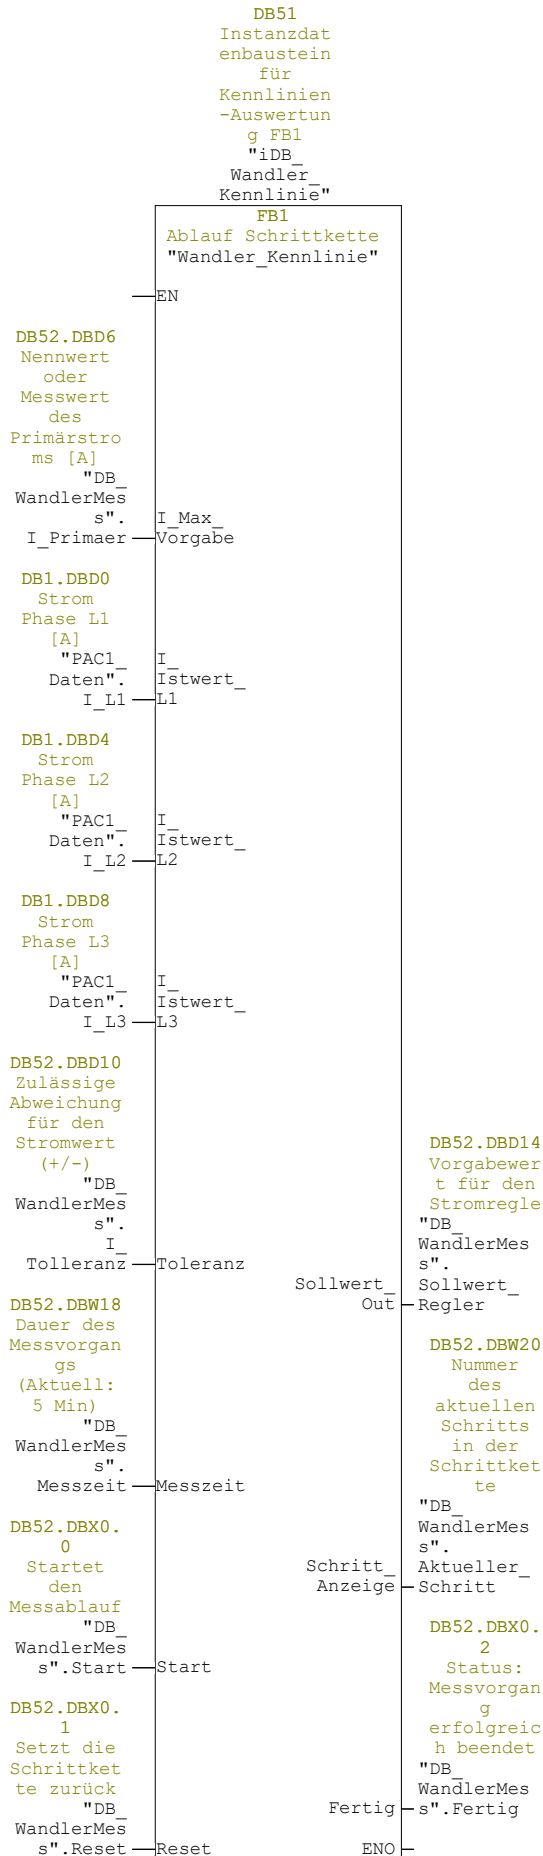 DB51
Instanzdat
enbaustein
für
Kennlinien
-Auswertun
g FB1
"iDB_
Wandler_
Kennlinie"
FB1
Ablauf Schrittkette
"Wandler_Kennlinie"
EN
DB52.DBD6
Nennwert
oder
Messwert
des
Primärstro
ms [A]
"DB_
WandlerMes
s".
I_Primaer
I_Max_
Vorgabe
DB1.DBD0
Strom
Phase L1
[A]
"PAC1_
Daten".
I_L1
I_
Istwert_
L1
DB1.DBD4
Strom
Phase L2
[A]
"PAC1_
Daten".
I_L2
I_
Istwert_
L2
DB1.DBD8
Strom
Phase L3
[A]
"PAC1_
Daten".
I_L3
I_
Istwert_
L3
DB52.DBD10
Zulässige
Abweichung
für den
Stromwert
(+/-)
"DB_
WandlerMes
s".
I_
Tolleranz
Toleranz
DB52.DBW18
Dauer des
Messvorgan
gs
(Aktuell:
5 Min)
"DB_
WandlerMes
s".
Messzeit
Messzeit
DB52.DBX0.
0
Startet
den
Messablauf
"DB_
WandlerMes
s".Start
Start
DB52.DBX0.
1
Setzt die
Schrittket
te zurück
"DB_
WandlerMes
s".Reset
Reset
DB52.DBD14
Vorgabewer
t für den
Stromregle
"DB_
WandlerMes
s".
Sollwert_
Regler
Sollwert_
Out
DB52.DBW20
Nummer
des
aktuellen
Schritts
in der
Schrittket
te
"DB_
WandlerMes
s".
Aktueller_
Schritt
Schritt_
Anzeige
DB52.DBX0.
2
Status:
Messvorgan
g
erfolgreic
h beendet
"DB_
WandlerMes
s".Fertig
Fertig
ENO